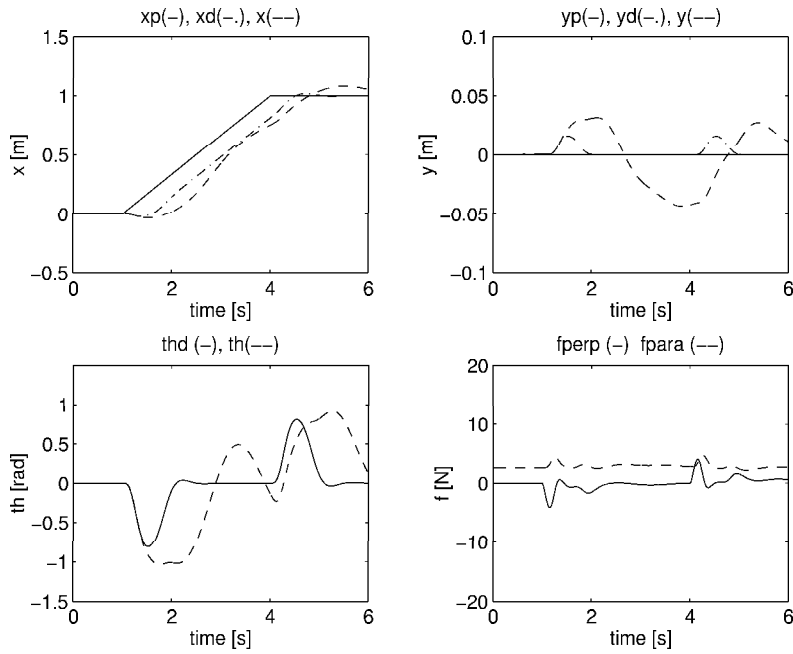 xp(−), xd(−.), x(−−)
1.5
1
0.5
0
−0.5
x [m]
0 2 4 6
time [s]
yp(−), yd(−.), y(−−)
0.1
0.05
0
−0.05
−0.1
y [m]
0 2 4 6
time [s]
thd (−), th(−−)
1
0.5
0
−0.5
−1
−1.5
th [rad]
0 2 4 6
time [s]
fperp (−) fpara (−−)
20
10
0
−10
−20
f [N]
0 2 4 6
time [s]